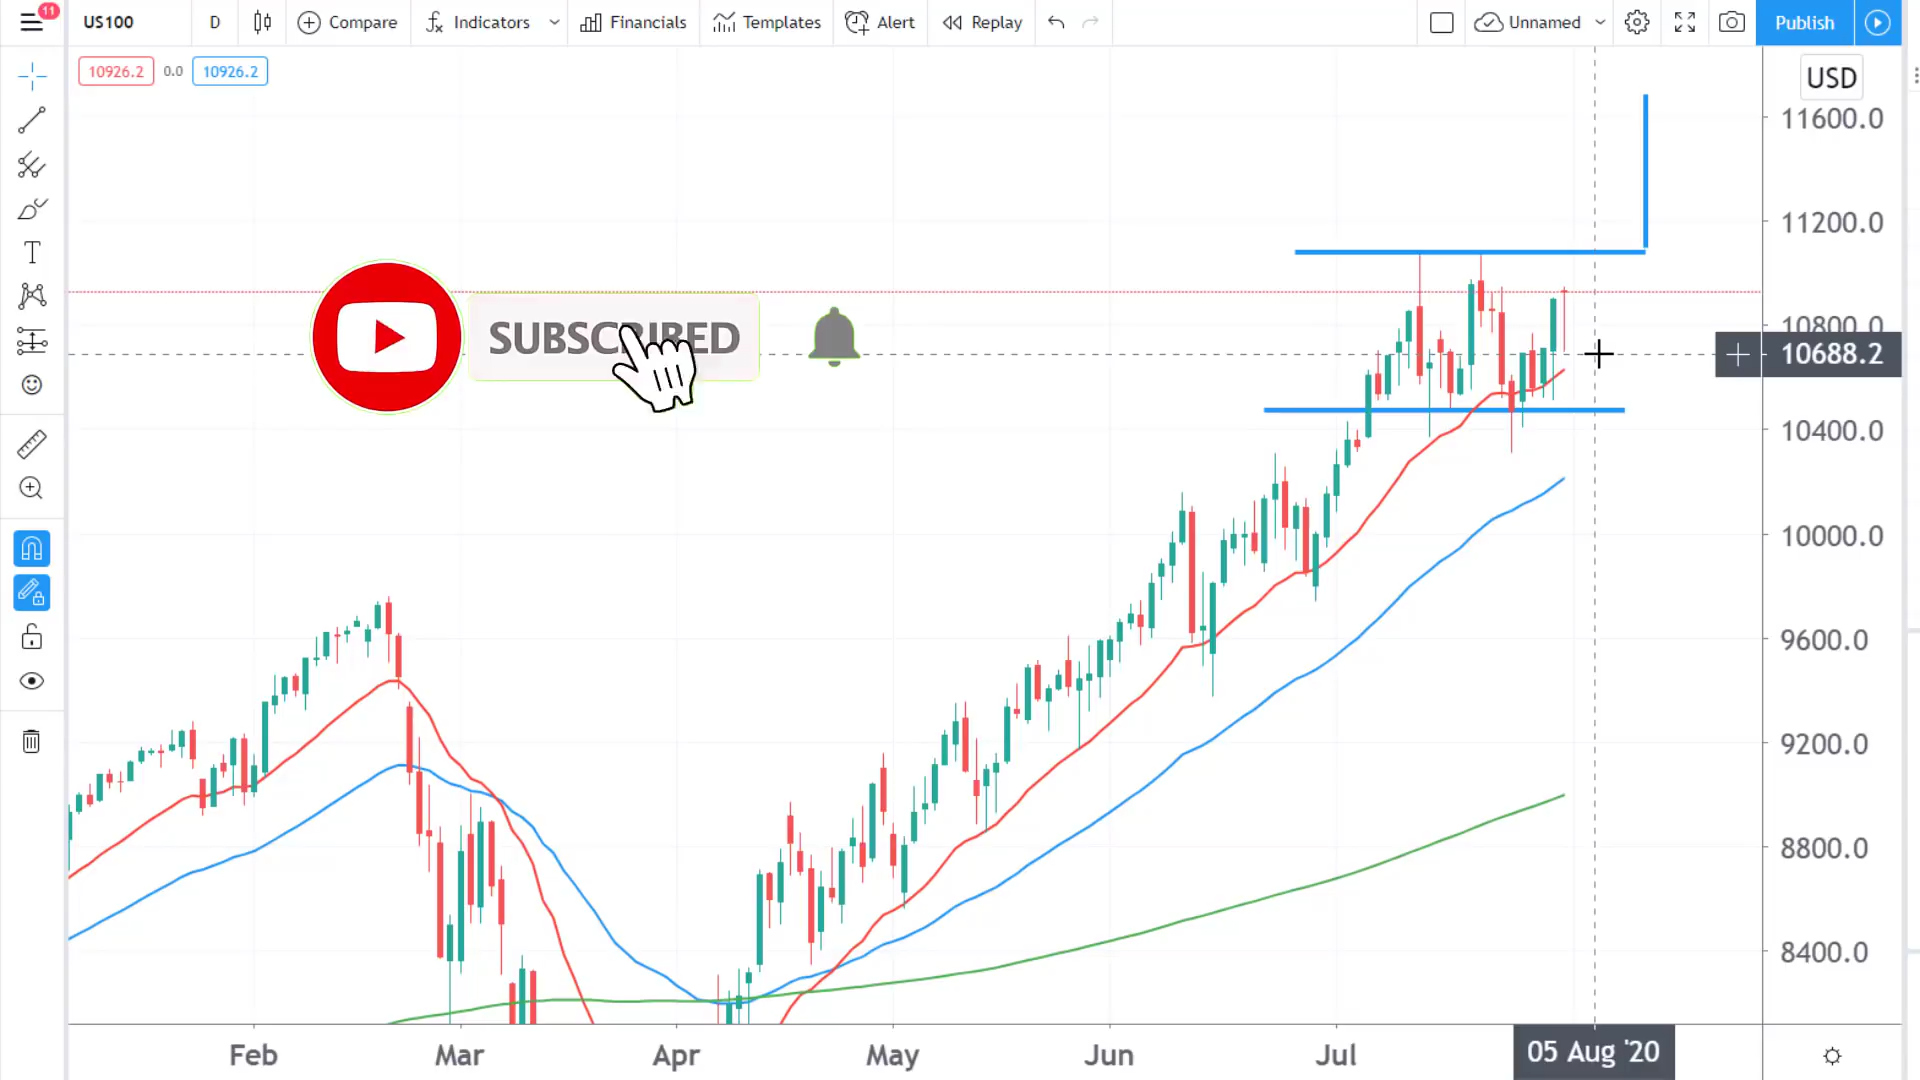 11
US100
D
Compare
Indicators
Financials
Templates
Alert
Replay
Unnamed
Publish
10926.2
0.0
10926.2
USD
11600.0
11200.0
10800.0
10688.2
10400.0
10000.0
9600.0
9200.0
8800.0
8400.0
SUBSCRIBED
Feb
Mar
Apr
May
Jun
Jul
05 Aug '20